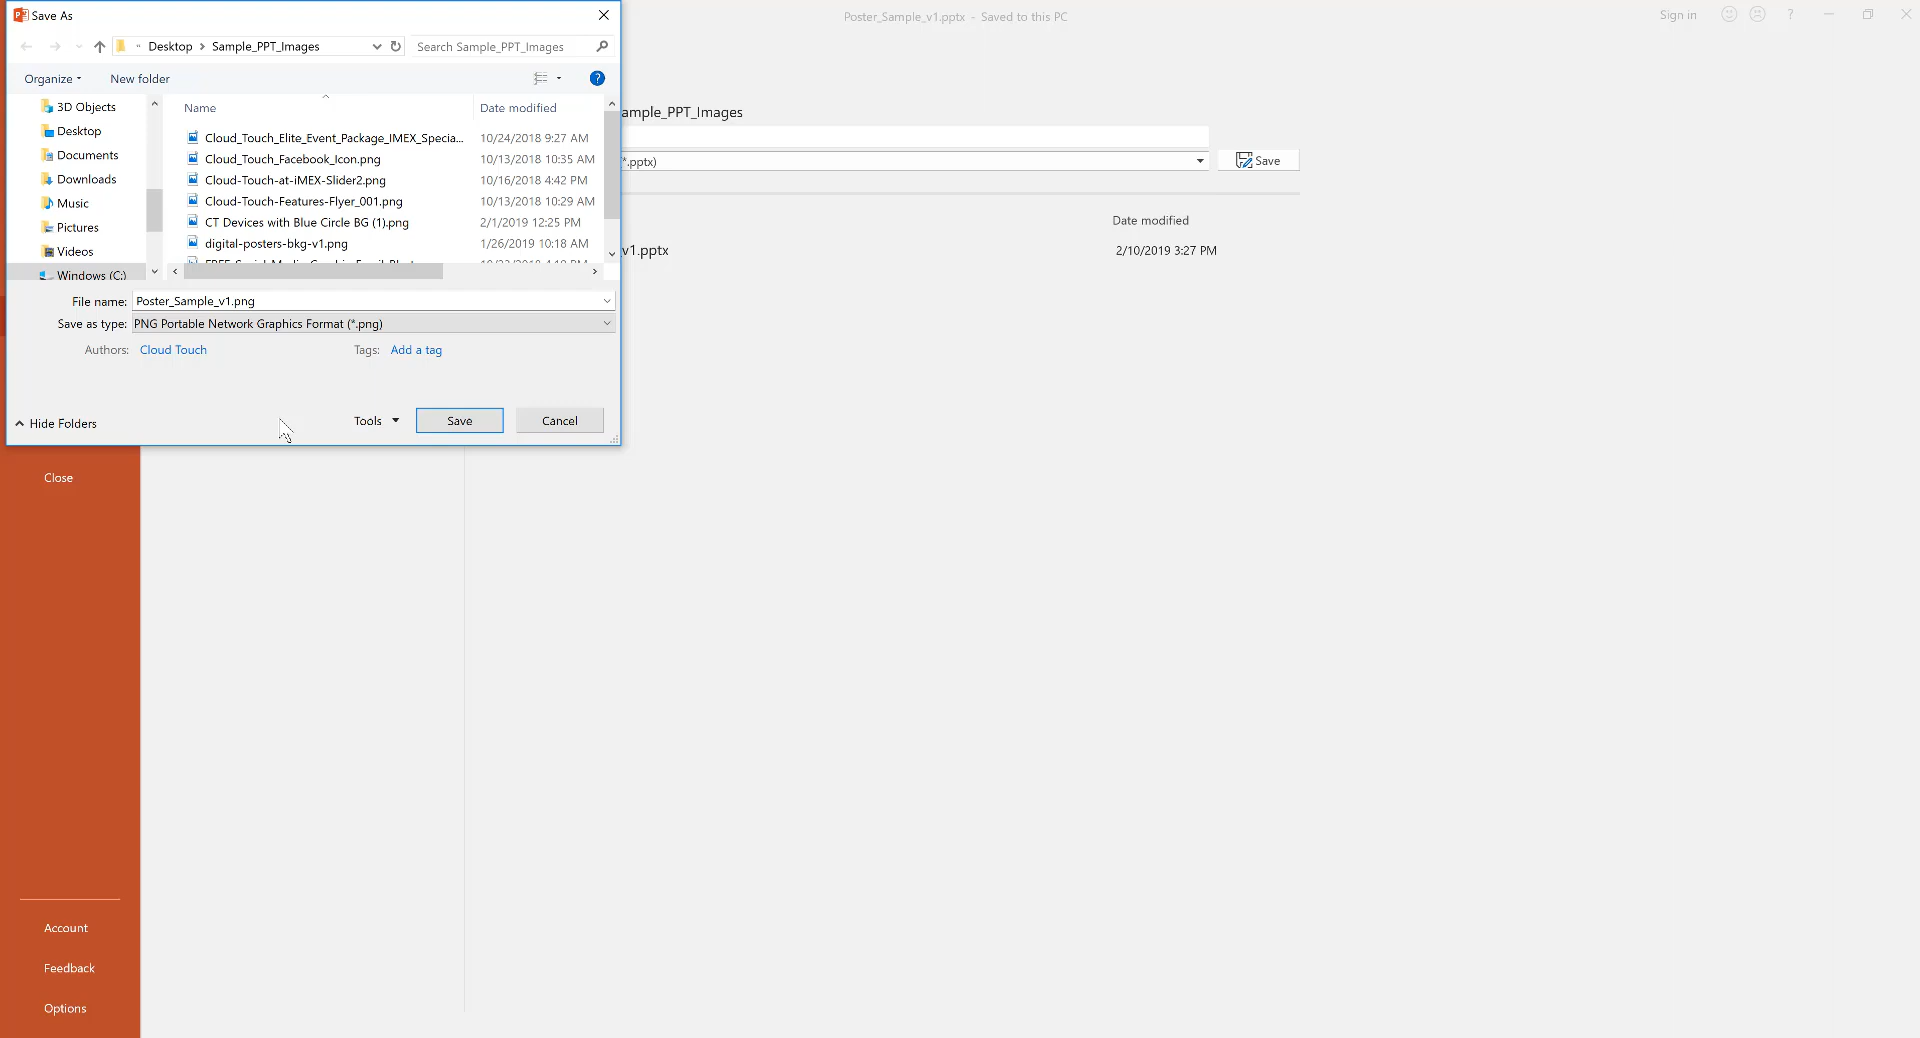 Save As
Poster_Sample_v1.pptx - Saved to this PC
Sign in
?
Desktop > Sample_PPT_Images
Search Sample_PPT_Images
Organize
New folder
?
3D Objects
Desktop
Documents
Downloads
Music
Pictures
Videos
Windows (C:)
Name Date modified
Cloud_Touch_Elite_Event_Package_IMEX_Specia... 10/24/2018 9:27 AM
Cloud_Touch_Facebook_Icon.png 10/13/2018 10:35 AM
Cloud-Touch-at-iMEX-Slider2.png 10/16/2018 4:42 PM
Cloud-Touch-Features-Flyer_001.png 10/13/2018 10:29 AM
CT Devices with Blue Circle BG (1).png 2/1/2019 12:25 PM
digital-posters-bkg-v1.png 1/26/2019 10:18 AM
File name: Poster_Sample_v1.png
Save as type: PNG Portable Network Graphics Format (*.png)
Authors: Cloud Touch
Tags: Add a tag
Hide Folders
Tools
Save
Cancel
ample_PPT_Images
*.pptx)
Save
Date modified
v1.pptx 2/10/2019 3:27 PM
Close
Account
Feedback
Options